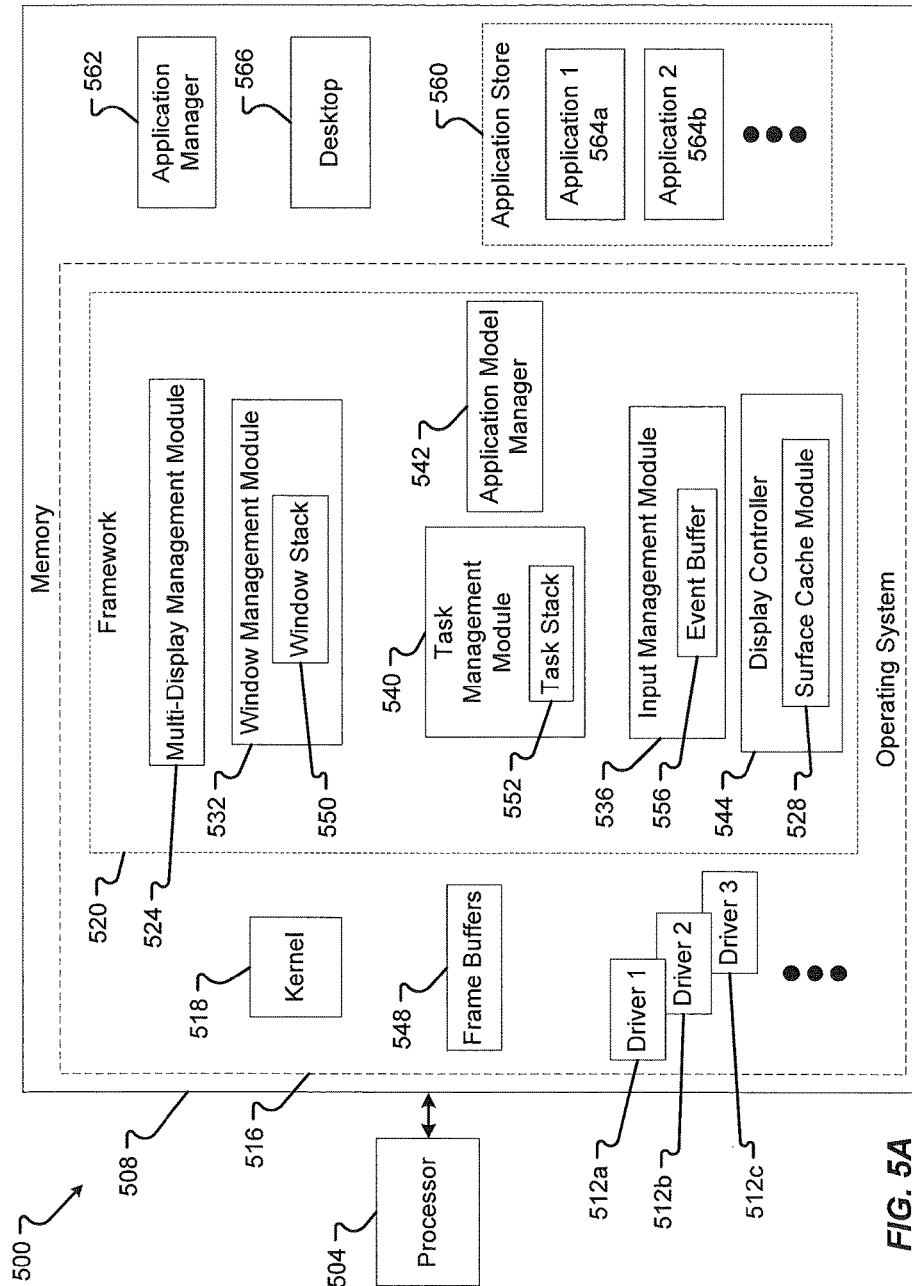 500
508
516
Memory
520
524
Framework
Multi-Display Management Module
532
Window Management Module
550
Window Stack
518
Kernel
548
Frame Buffers
540
Task
Management
Module
552
Task Stack
542
Application Model
Manager
536
Input Management Module
556
Event Buffer
544
Display Controller
528
Surface Cache Module
Operating System
512a
Driver 1
512b
Driver 2
512c
Driver 3
504
Processor
562
Application
Manager
566
Desktop
560
Application Store
Application 1
564a
Application 2
564b
FIG. 5A